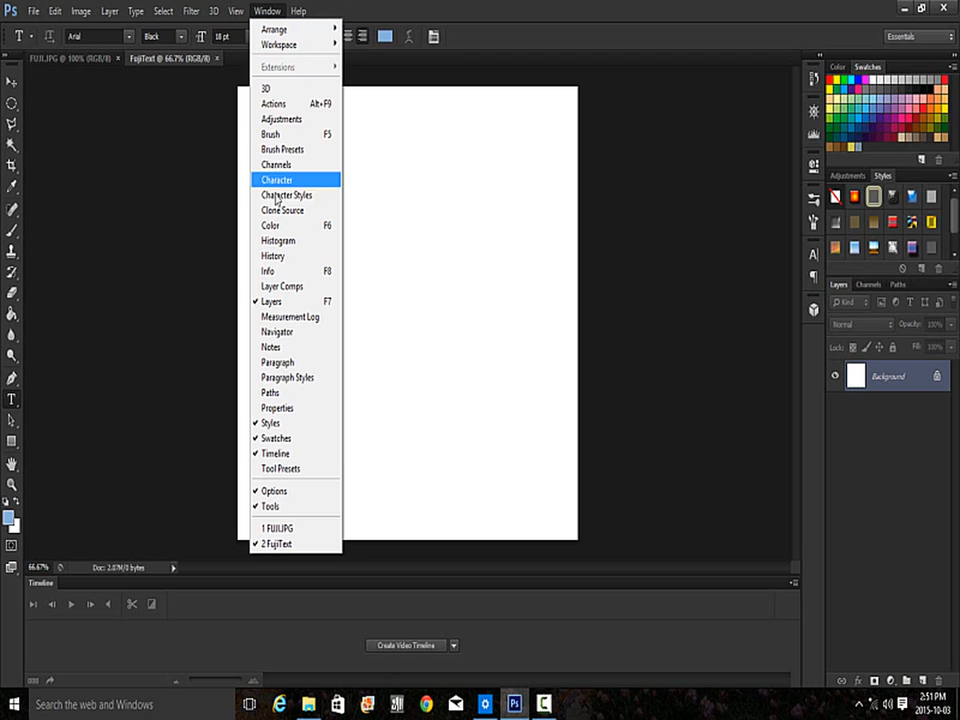 Ps File Edit Image Layer Type Select Filter 3D View Window Help
T Arial Black 18 pt Essentials
FUJI.JPG @ 100% (RGB/8) × FujiText @ 66.7% (RGB/8) ×
Arrange
Workspace
Extensions
3D
Actions Alt+F9
Adjustments
Brush F5
Brush Presets
Channels
Character
Character Styles
Clone Source
Color F6
Histogram
History
Info F8
Layer Comps
Layers F7
Measurement Log
Navigator
Notes
Paragraph
Paragraph Styles
Paths
Properties
Styles
Swatches
Timeline
Tool Presets
Options
Tools
1 FUJI.JPG
2 FujiText
Color Swatches
Adjustments Styles
Layers Channels Paths
Kind
Normal Opacity: 100%
Lock: Fill: 100%
Background
66.67% Doc: 2.07M/0 bytes
Timeline
Create Video Timeline
Search the web and Windows
2:51 PM
2015-10-03